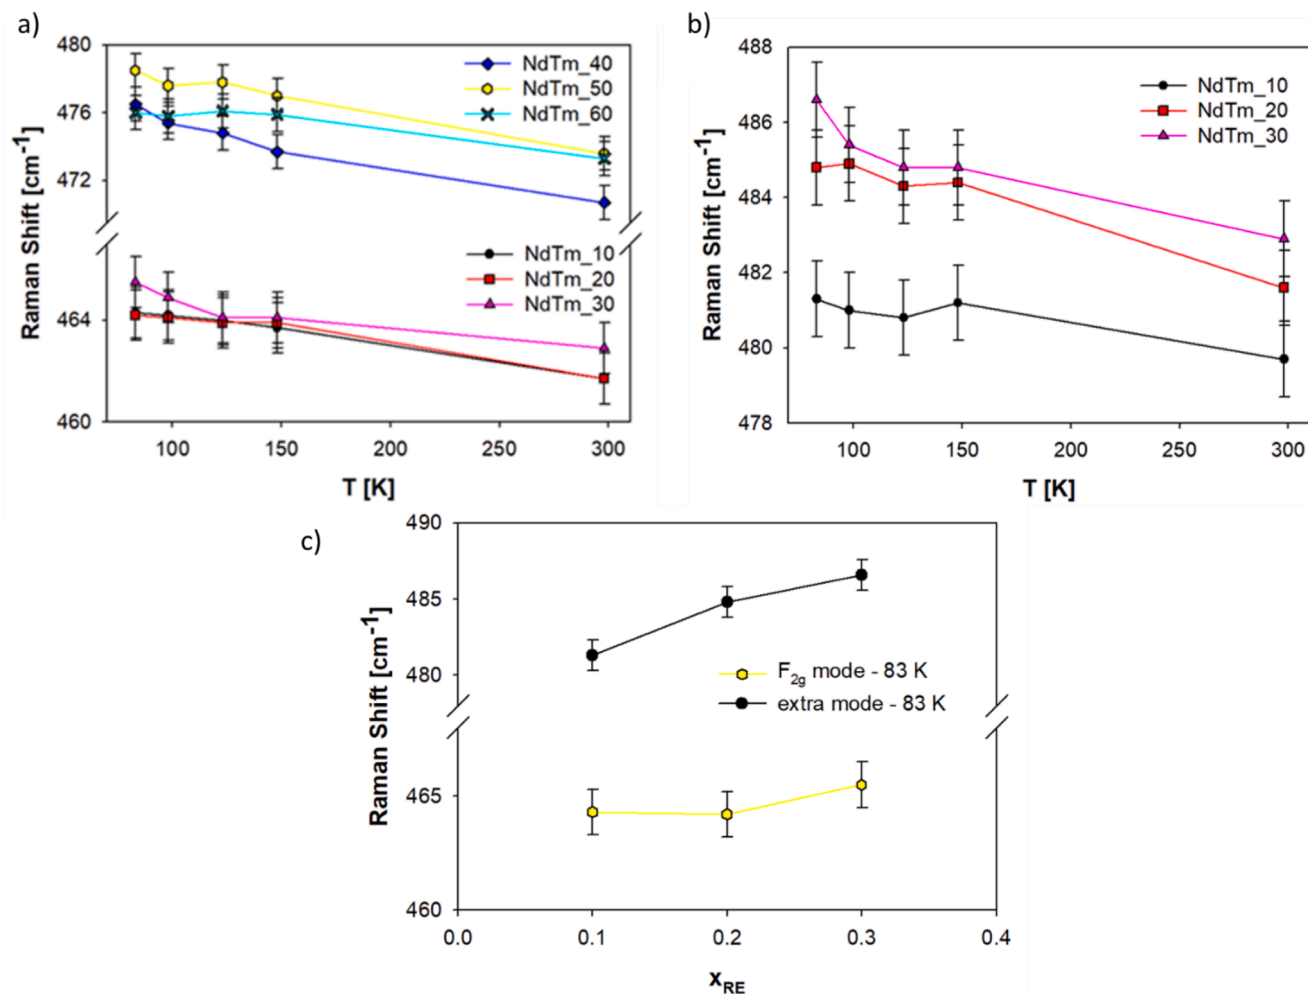 a)
480
476
472
464
460
Raman Shift [cm-1]
NdTm_40
NdTm_50
NdTm_60
NdTm_10
NdTm_20
NdTm_30
100 150 200 250 300
T [K]
b)
488
486
484
482
480
478
Raman Shift [cm-1]
NdTm_10
NdTm_20
NdTm_30
100 150 200 250 300
T [K]
c)
490
485
480
465
460
Raman Shift [cm-1]
F2g mode - 83 K
extra mode - 83 K
0.0 0.1 0.2 0.3 0.4
xRE